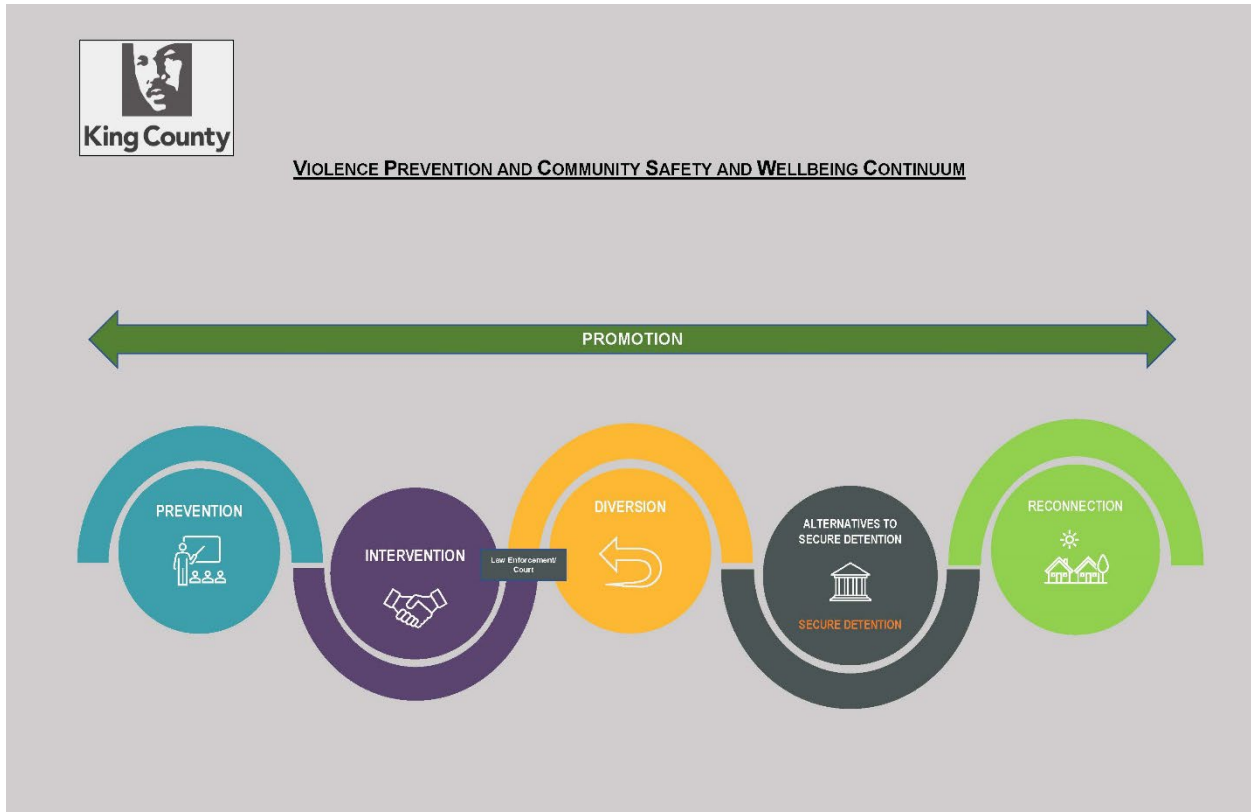 King County
VIOLENCE PREVENTION AND COMMUNITY SAFETY AND WELLBEING CONTINUUM
PROMOTION
PREVENTION
INTERVENTION
Law Enforcement/
Court
DIVERSION
ALTERNATIVES TO
SECURE DETENTION
SECURE DETENTION
RECONNECTION